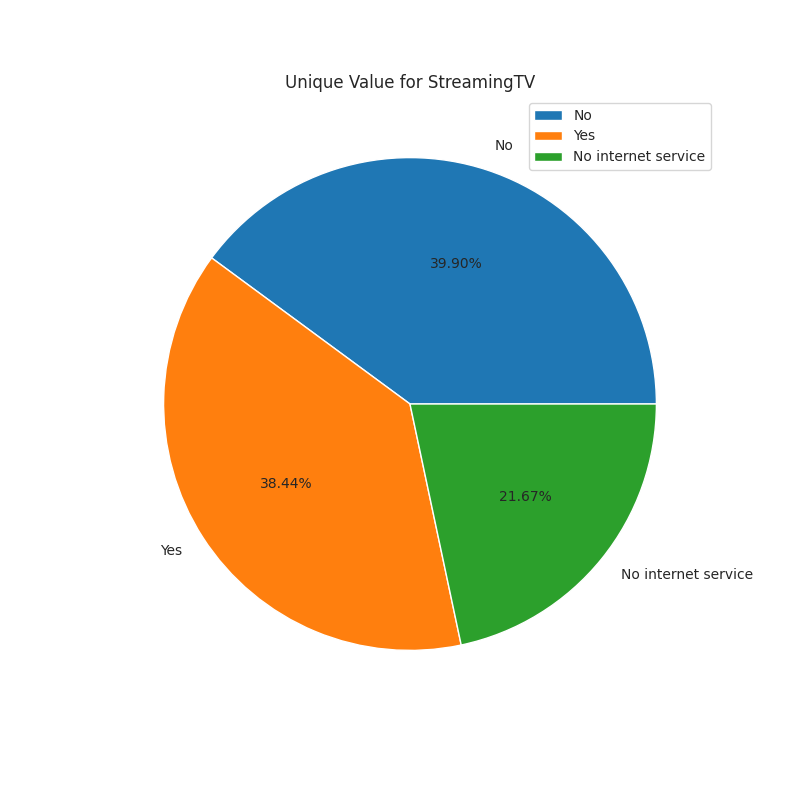 Unique Value for StreamingTV
No
Yes
No internet service
No
39.90%
38.44%
21.67%
Yes
No internet service